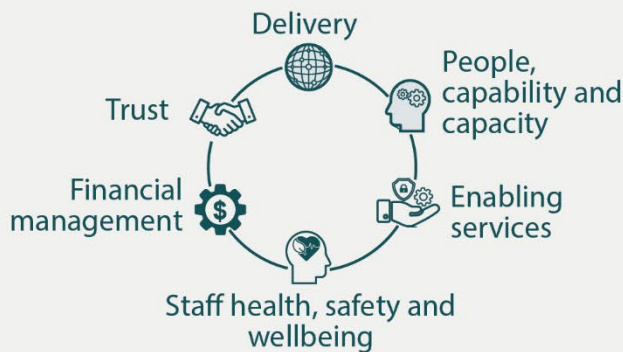 Delivery
People,
capability and
capacity
Enabling
services
Staff health, safety and
wellbeing
Financial
management
$
Trust